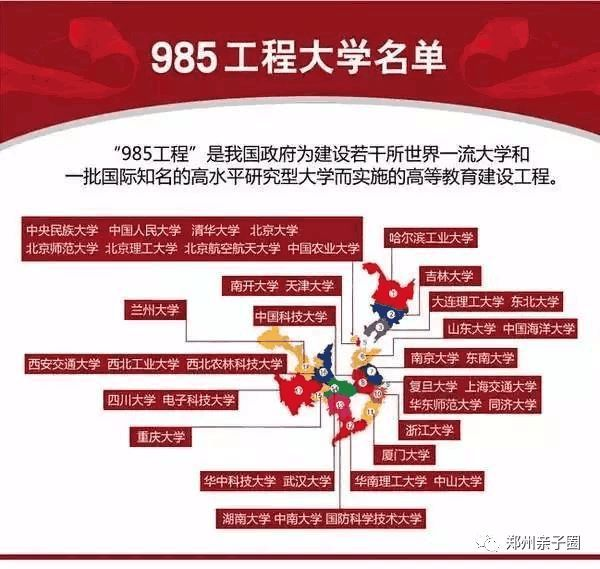 985工程大学名单
“985工程”是我国政府为建设若干所世界一流大学和
一批国际知名的高水平研究型大学而实施的高等教育建设工程。
中央民族大学 中国人民大学 清华大学 北京大学
北京师范大学 北京理工大学 北京航空航天大学 中国农业大学
哈尔滨工业大学
吉林大学
南开大学 天津大学
大连理工大学 东北大学
兰州大学
中国科技大学
山东大学 中国海洋大学
西安交通大学 西北工业大学 西北农林科技大学
南京大学 东南大学
四川大学 电子科技大学
复旦大学 上海交通大学
华东师范大学 同济大学
重庆大学
浙江大学
厦门大学
华中科技大学 武汉大学
华南理工大学 中山大学
湖南大学 中南大学 国防科学技术大学
郑州亲子圈